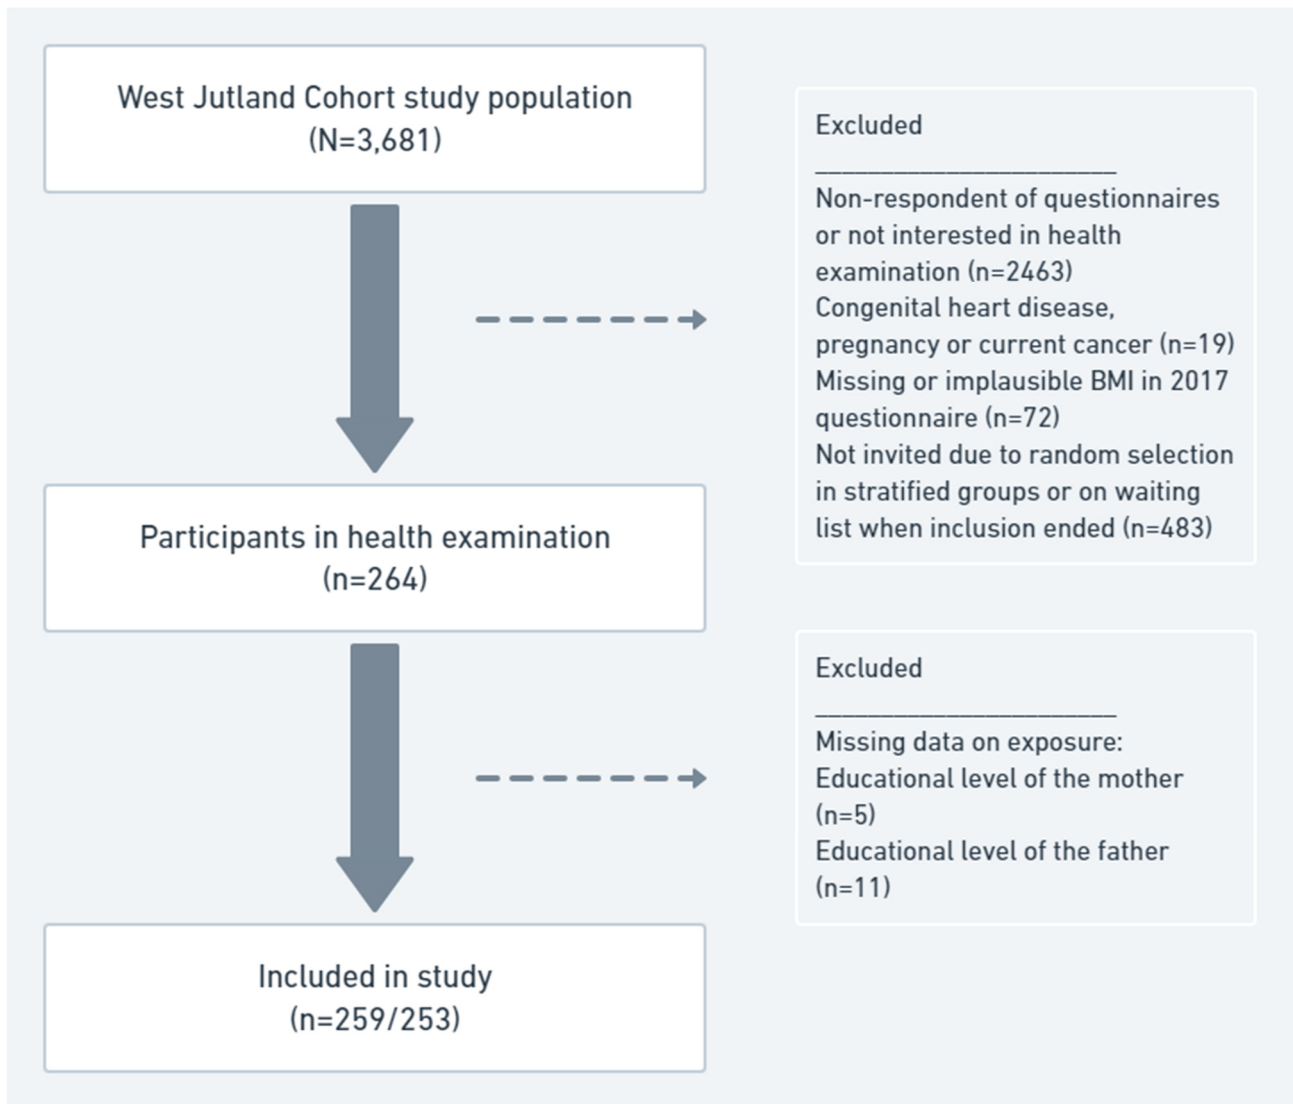 West Jutland Cohort study population
(N=3,681)
Excluded
Non-respondent of questionnaires
or not interested in health
examination (n=2463)
Congenital heart disease,
pregnancy or current cancer (n=19)
Missing or implausible BMI in 2017
questionnaire (n=72)
Not invited due to random selection
in stratified groups or on waiting
list when inclusion ended (n=483)
Participants in health examination
(n=264)
Excluded
Missing data on exposure:
Educational level of the mother
(n=5)
Educational level of the father
(n=11)
Included in study
(n=259/253)